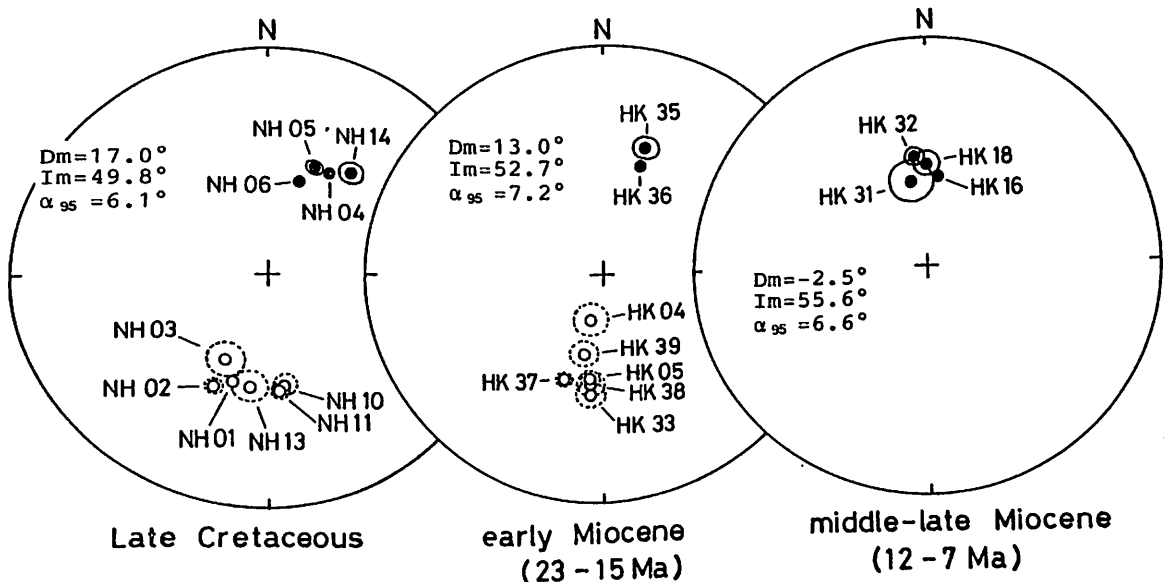 N
NH 05
NH 14
Dm=17.0°
Im=49.8°
α95 =6.1°
NH 06
NH 04
NH 03
NH 02
NH 01
NH 13
NH 11
NH 10
Late Cretaceous
N
HK 35
Dm=13.0°
Im=52.7°
α95 =7.2°
HK 36
HK 04
HK 39
HK 37
HK 05
HK 38
HK 33
early Miocene
(23 - 15 Ma)
N
HK 32
HK 18
HK 31
HK 16
Dm=-2.5°
Im=55.6°
α95 =6.6°
middle-late Miocene
(12 - 7 Ma)